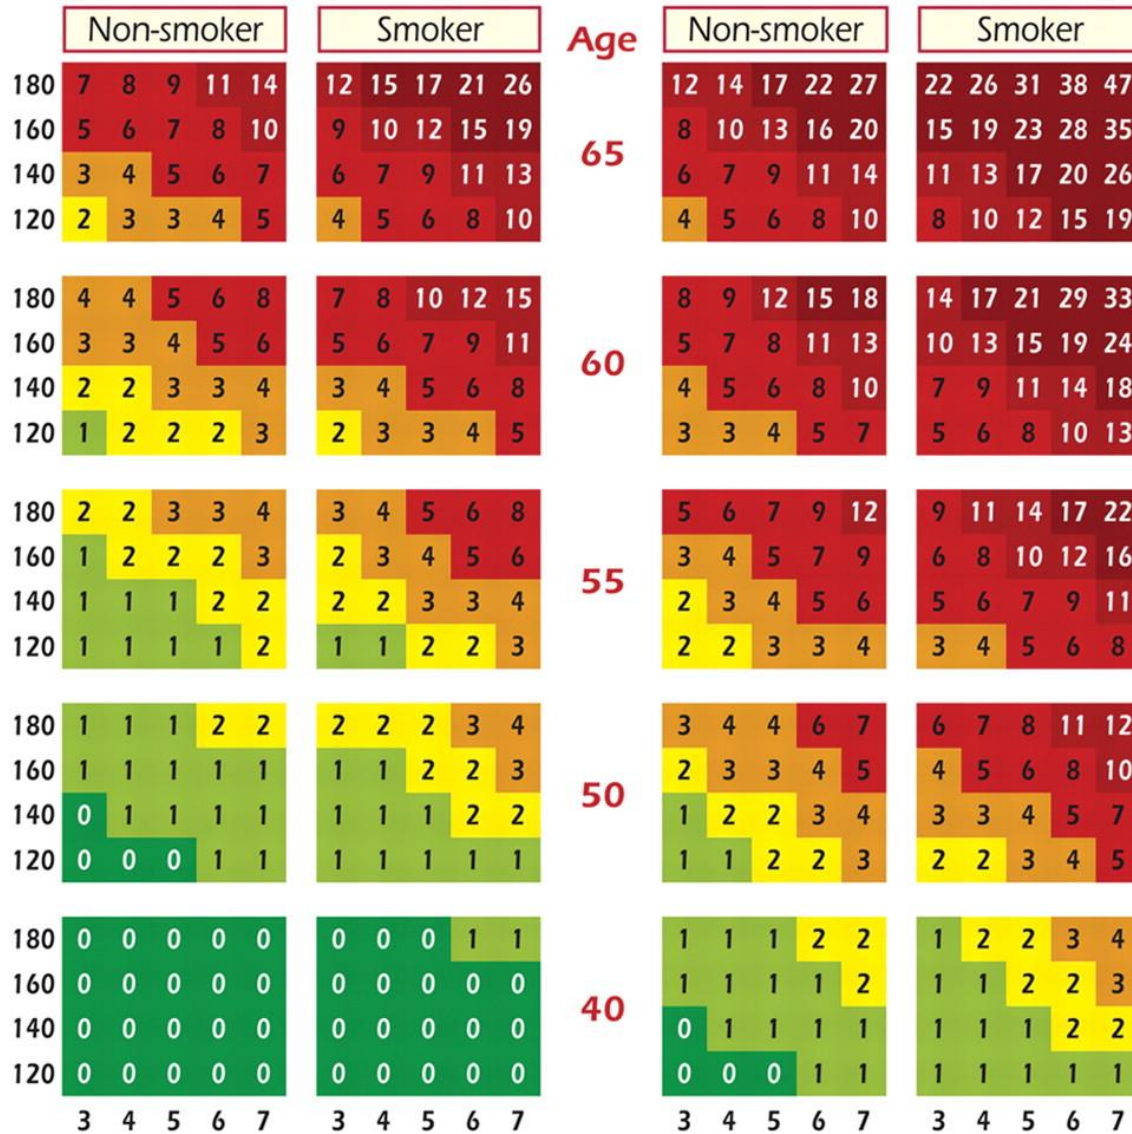 Non-smoker Smoker Age Non-smoker Smoker
180 7 8 9 11 14 12 15 17 21 26 12 14 17 22 27 22 26 31 38 47
160 5 6 7 8 10 9 10 12 15 19 8 10 13 16 20 15 19 23 28 35
65
140 3 4 5 6 7 6 7 9 11 13 6 7 9 11 14 11 13 17 20 26
120 2 3 3 4 5 4 5 6 8 10 4 5 6 8 10 8 10 12 15 19
180 4 4 5 6 8 7 8 10 12 15 8 9 12 15 18 14 17 21 29 33
160 3 3 4 5 6 5 6 7 9 11 5 7 8 11 13 10 13 15 19 24
60
140 2 2 3 3 4 3 4 5 6 8 4 5 6 8 10 7 9 11 14 18
120 1 2 2 2 3 2 3 3 4 5 3 3 4 5 7 5 6 8 10 13
180 2 2 3 3 4 3 4 5 6 8 5 6 7 9 12 9 11 14 17 22
160 1 2 2 2 3 2 3 4 5 6 3 4 5 7 9 6 8 10 12 16
55
140 1 1 1 2 2 2 2 3 3 4 2 3 4 5 6 5 6 7 9 11
120 1 1 1 1 2 1 1 2 2 3 2 2 3 3 4 3 4 5 6 8
180 1 1 1 2 2 2 2 2 3 4 3 4 4 6 7 6 7 8 11 12
160 1 1 1 1 1 1 1 2 2 3 2 3 3 4 5 4 5 6 8 10
50
140 0 1 1 1 1 1 1 1 2 2 1 2 2 3 4 3 3 4 5 7
120 0 0 0 1 1 1 1 1 1 1 1 1 2 2 3 2 2 3 4 5
180 0 0 0 0 0 0 0 0 1 1 1 1 1 2 2 1 2 2 3 4
160 0 0 0 0 0 0 0 0 0 0 1 1 1 1 2 1 1 2 2 3
40
140 0 0 0 0 0 0 0 0 0 0 0 1 1 1 1 1 1 1 2 2
120 0 0 0 0 0 0 0 0 0 0 0 0 0 1 1 1 1 1 1 1
3 4 5 6 7 3 4 5 6 7 3 4 5 6 7 3 4 5 6 7